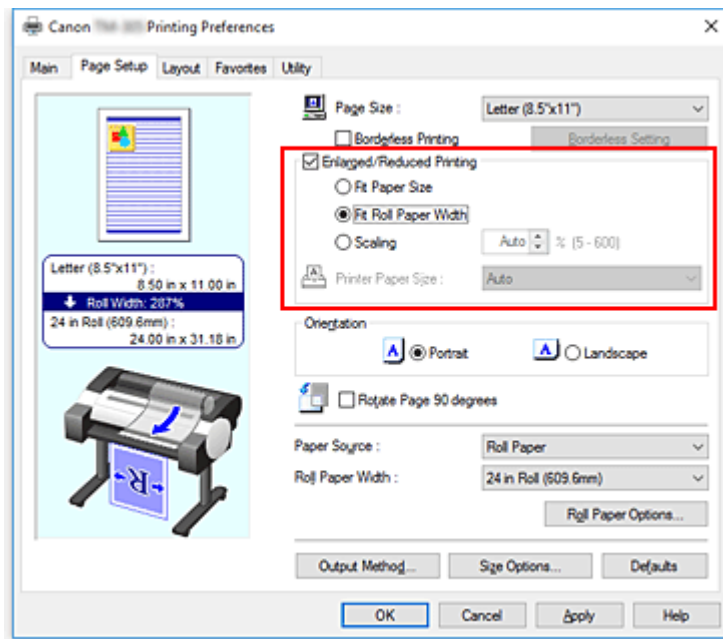 Canon Printing Preferences
Main Page Setup Layout Favorites Utility
Page Size : Letter (8.5"x11")
Borderless Printing Borderless Setting
Enlarged/Reduced Printing
Fit Paper Size
Fit Roll Paper Width
Scaling Auto % (5 - 600)
Printer Paper Size : Auto
Letter (8.5"x11") :
8.50 in x 11.00 in
Roll Width: 287%
24 in Roll (609.6mm) :
24.00 in x 31.18 in
Orientation
A Portrait A Landscape
Rotate Page 90 degrees
Paper Source : Roll Paper
Roll Paper Width : 24 in Roll (609.6mm)
Roll Paper Options...
Output Method... Size Options... Defaults
OK Cancel Apply Help
R